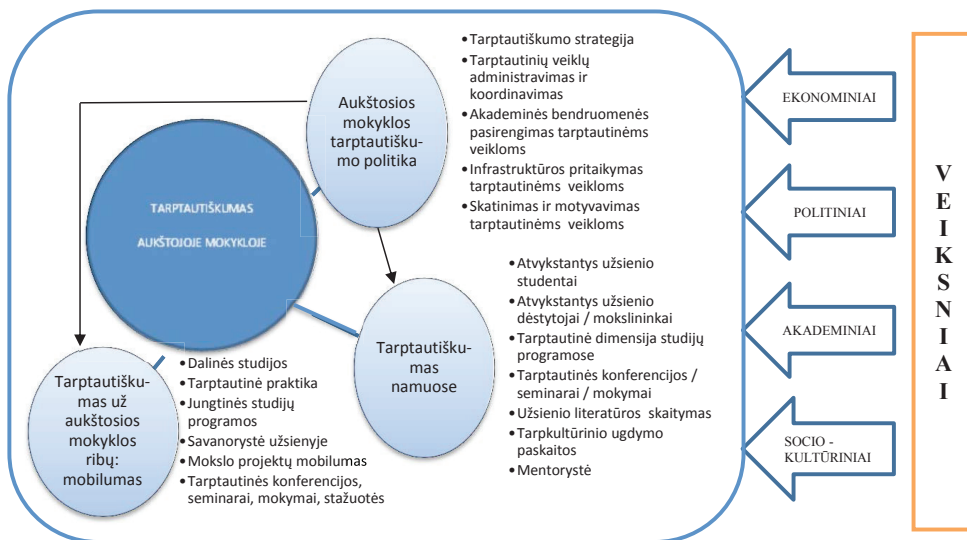 Aukštosios
mokyklos
tarptautišku-
mo politika
•Tarptautiškumo strategija
•Tarptautinių veiklų
administravimas ir
koordinavimas
•Akademinės bendruomenės
pasirengimas tarptautinėms
veikloms
•Infrastruktūros pritaikymas
tarptautinėms veikloms
•Skatinimas ir motyvavimas
tarptautinėms veikloms
TARPTAUTIŠKUMAS
AUKŠTOJOJE MOKYKLOJE
Tarptautišku-
mas
namuose
•Atvykstantys užsienio
studentai
•Atvykstantys užsienio
dėstytojai / mokslininkai
•Tarptautinė dimensija studijų
programose
•Tarptautinės konferencijos /
seminarai / mokymai
•Užsienio literatūros skaitymas
•Tarpkultūrinio ugdymo
paskaitos
•Mentorystė
Tarptautišku-
mas už
aukštosios
mokyklos
ribų:
mobilumas
•Dalinės studijos
•Tarptautinė praktika
•Jungtinės studijų
programos
•Savanorystė užsienyje
•Mokslo projektų mobilumas
•Tarptautinės konferencijos,
seminarai, mokymai, stažuotės
EKONOMINIAI
POLITINIAI
AKADEMINIAI
SOCIO -
KULTŪRINIAI
VEIKSNIAI